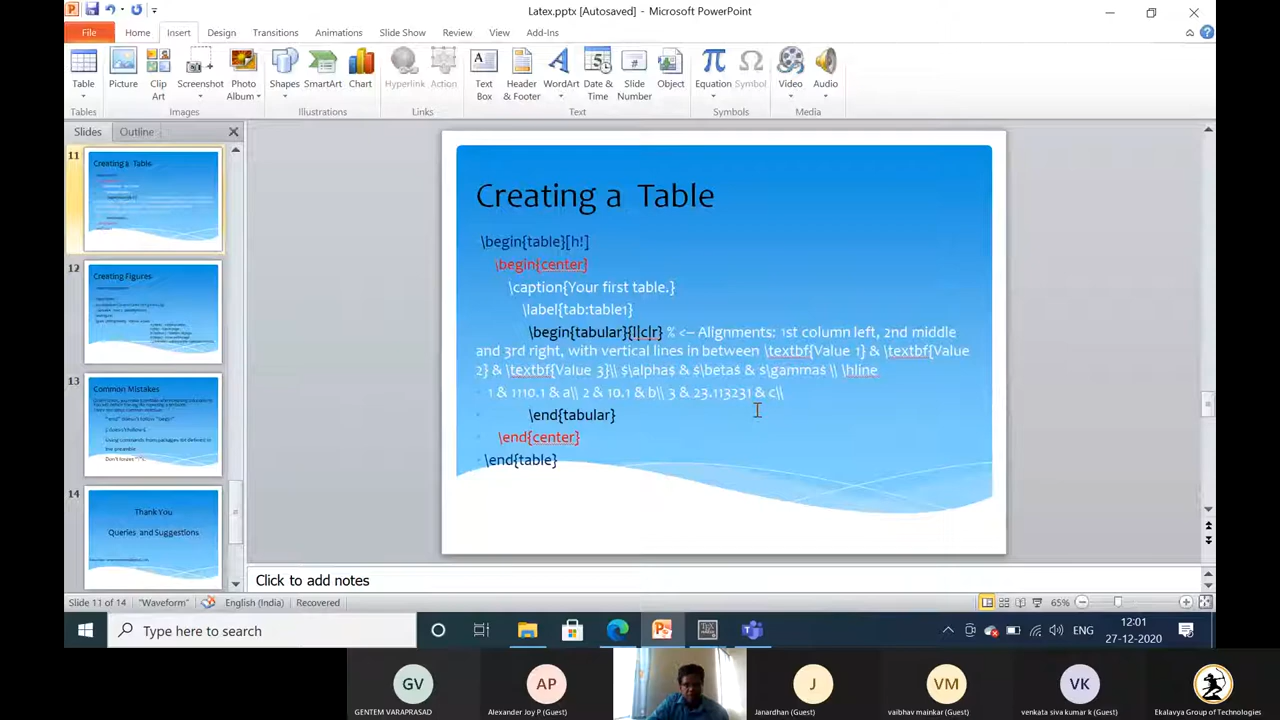 Latex.pptx [Autosaved] - Microsoft PowerPoint
File Home Insert Design Transitions Animations Slide Show Review View Add-Ins
Table Picture Clip Art Screenshot Photo Album Shapes SmartArt Chart Hyperlink Action Text Box Header & Footer WordArt Date & Time Slide Number Object Equation Symbol Video Audio
Tables Images Illustrations Links Text Symbols Media
Slides Outline
11
Creating a Table
12
Creating Figures
13
Common Mistakes
14
Thank You
Queries and Suggestions
Creating a Table
\begin{table}[h!]
\begin{center}
\caption{Your first table.}
\label{tab:table1}
\begin{tabular}{l|c|r} % <-- Alignments: 1st column left, 2nd middle
and 3rd right, with vertical lines in between \textbf{Value 1} & \textbf{Value
2} & \textbf{Value 3}\\ $\alpha$ & $\beta$ & $\gamma$ \\ \hline
1 & 1110.1 & a\\ 2 & 10.1 & b\\ 3 & 23.113231 & c\\
\end{tabular}
\end{center}
\end{table}
Click to add notes
Slide 11 of 14 "Waveform" English (India) Recovered 65%
Type here to search
ENG
12:01
27-12-2020
GV AP J VM VK
GENTEM VARAPRASAD Alexander Joy P (Guest) Janardhan (Guest) vaibhav mainkar (Guest) venkata siva kumar k (Guest) Ekalavya Group of Technologies